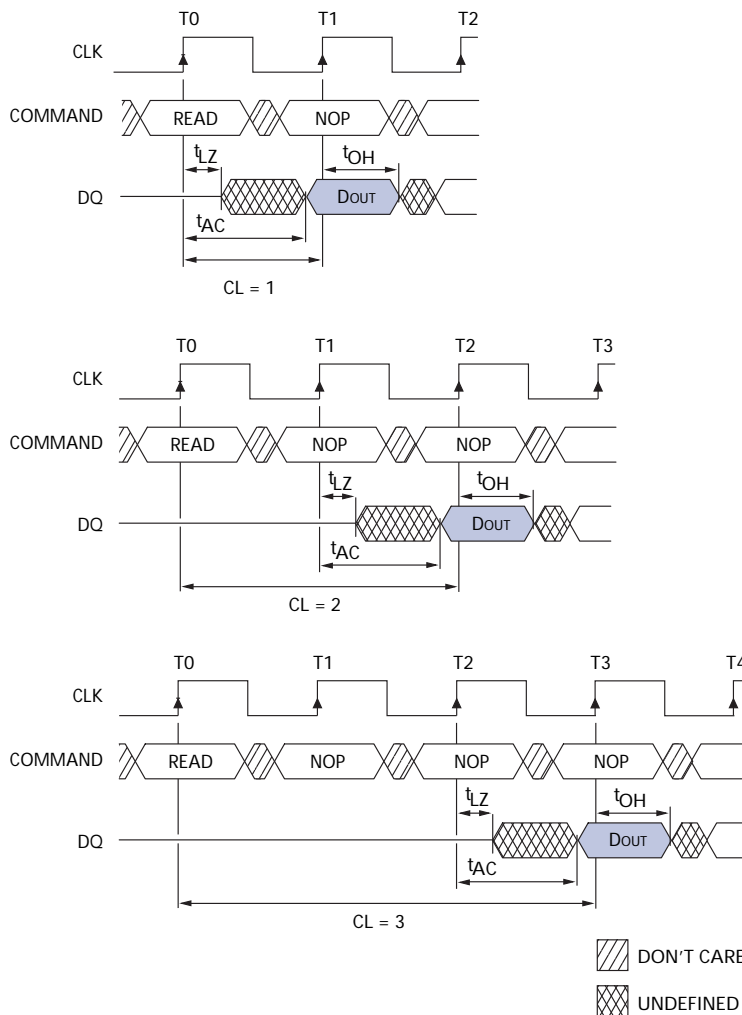 T0 T1 T2
CLK
COMMAND READ NOP
tLZ tOH
DQ DOUT
tAC
CL = 1
T0 T1 T2 T3
CLK
COMMAND READ NOP NOP
tLZ tOH
DQ DOUT
tAC
CL = 2
T0 T1 T2 T3 T4
CLK
COMMAND READ NOP NOP NOP
tLZ tOH
DQ DOUT
tAC
CL = 3
DON'T CARE
UNDEFINED